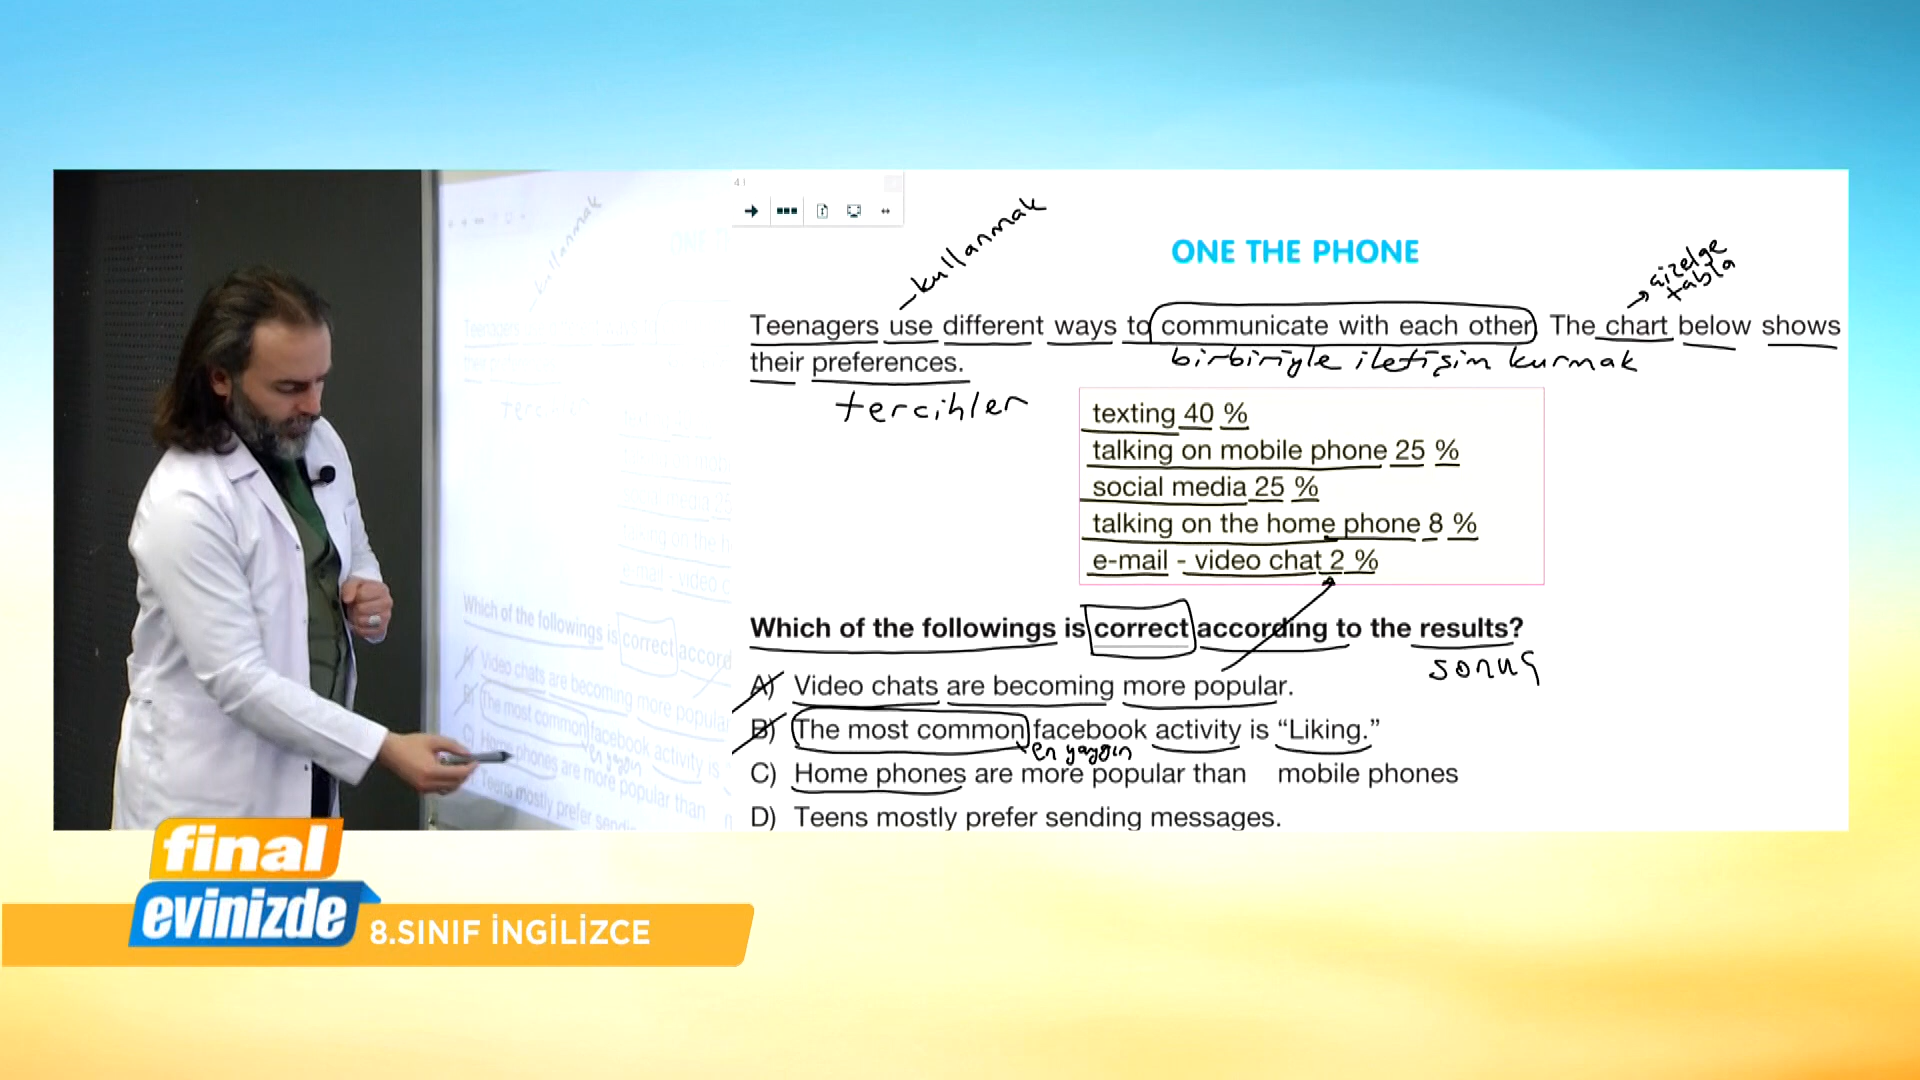 41
kullanmak
ONE THE PHONE
çizelge
tabla
Teenagers use different ways to communicate with each other. The chart below shows
their preferences.
birbiriyle iletişim kurmak
tercihler
texting 40 %
talking on mobile phone 25 %
social media 25 %
talking on the home phone 8 %
e-mail - video chat 2 %
Which of the followings is correct according to the results?
sonuç
A) Video chats are becoming more popular.
B) The most common facebook activity is “Liking.”
en yaygın
C) Home phones are more popular than mobile phones
D) Teens mostly prefer sending messages.
final
evinizde
8.SINIF İNGİLİZCE